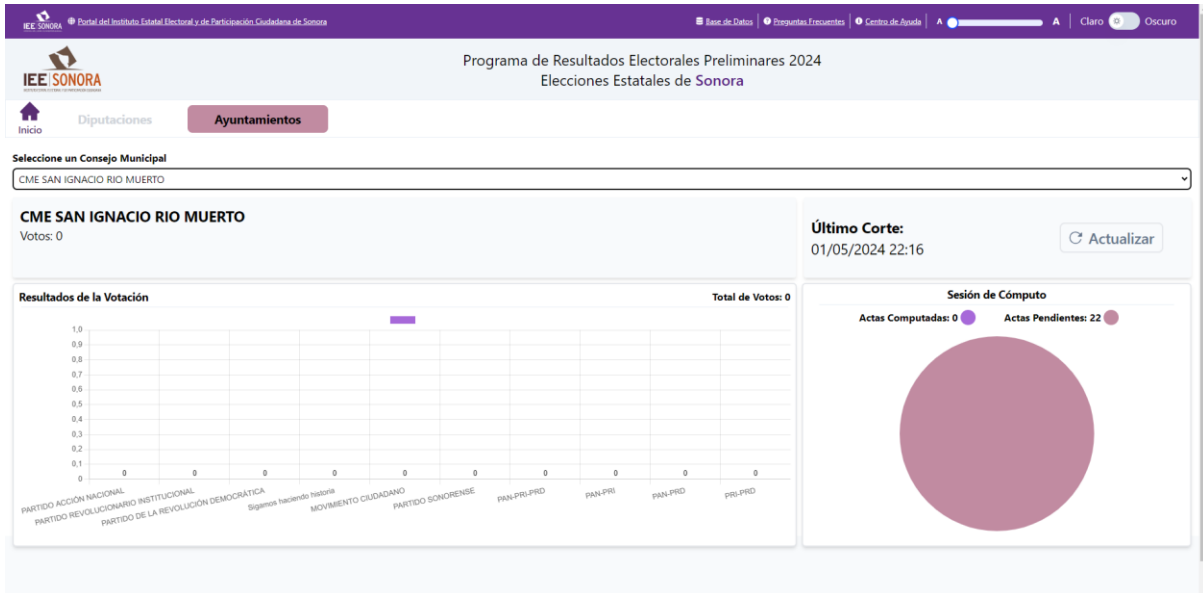 IEE SONORA
Portal del Instituto Estatal Electoral y de Participación Ciudadana de Sonora
Base de Datos
Preguntas Frecuentes
Centro de Ayuda
A
A
Claro
Oscuro
IEE SONORA
Programa de Resultados Electorales Preliminares 2024
Elecciones Estatales de Sonora
Inicio
Diputaciones
Ayuntamientos
Seleccione un Consejo Municipal
CME SAN IGNACIO RIO MUERTO
CME SAN IGNACIO RIO MUERTO
Votos: 0
Último Corte:
01/05/2024 22:16
Actualizar
Resultados de la Votación
Total de Votos: 0
1,0
0,9
0,8
0,7
0,6
0,5
0,4
0,3
0,2
0,1
0
0 0 0 0 0 0 0 0 0 0
PARTIDO ACCIÓN NACIONAL
PARTIDO REVOLUCIONARIO INSTITUCIONAL
PARTIDO DE LA REVOLUCIÓN DEMOCRÁTICA
Sigamos haciendo historia
MOVIMIENTO CIUDADANO
PARTIDO SONORENSE
PAN-PRI-PRD
PAN-PRI
PAN-PRD
PRI-PRD
Sesión de Cómputo
Actas Computadas: 0
Actas Pendientes: 22